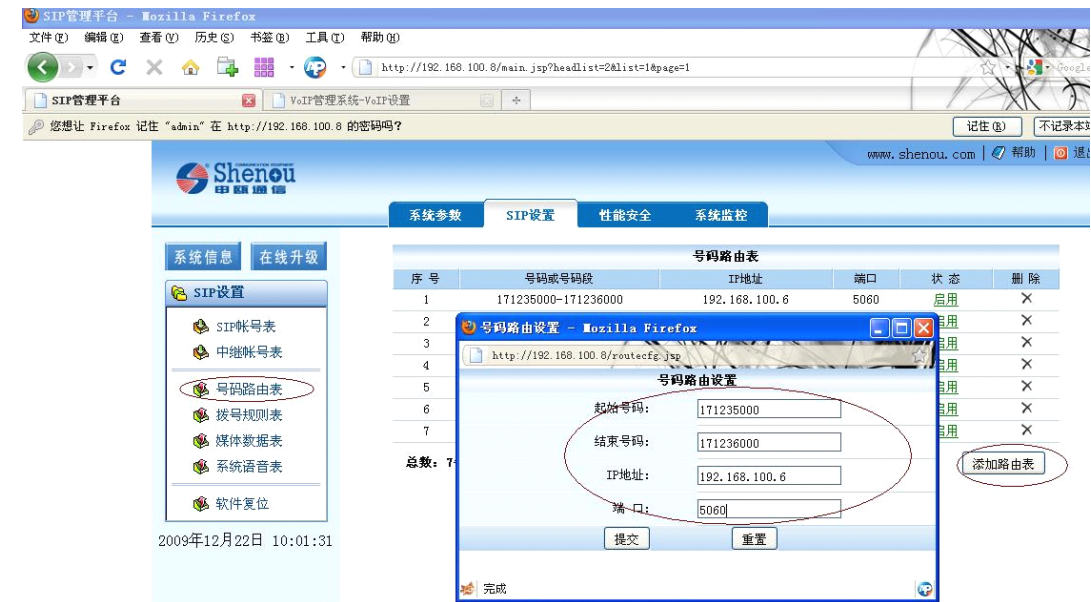 SIP管理平台 - Mozilla Firefox
文件(F) 编辑(E) 查看(V) 历史(S) 书签(B) 工具(T) 帮助(H)
http://192.168.100.8/main.jsp?headlist=2&list=1&page=1 Google
SIP管理平台 VoIP管理系统-VoIP设置
您想让 Firefox 记住 "admin" 在 http://192.168.100.8 的密码吗? 记住(R) 不记录本
www.shenou.com | 帮助 | 退
Shenou
申瓯通信
系统参数 SIP设置 性能安全 系统监控
系统信息 在线升级
SIP设置
SIP帐号表
中继帐号表
号码路由表
拨号规则表
媒体数据表
系统语音表
软件复位
2009年12月22日 10:01:31
号码路由表
序 号 号码或号码段 IP地址 端口 状 态 删 除
1 171235000-171236000 192.168.100.6 5060 启用
2 启用
3 启用
4 启用
5 启用
6 启用
7 启用
总数: 7
添加路由表
号码路由设置 - Mozilla Firefox
http://192.168.100.8/routecfg.jsp
号码路由设置
起始号码: 171235000
结束号码: 171236000
IP地址: 192.168.100.6
端 口: 5060
提交 重置
完成